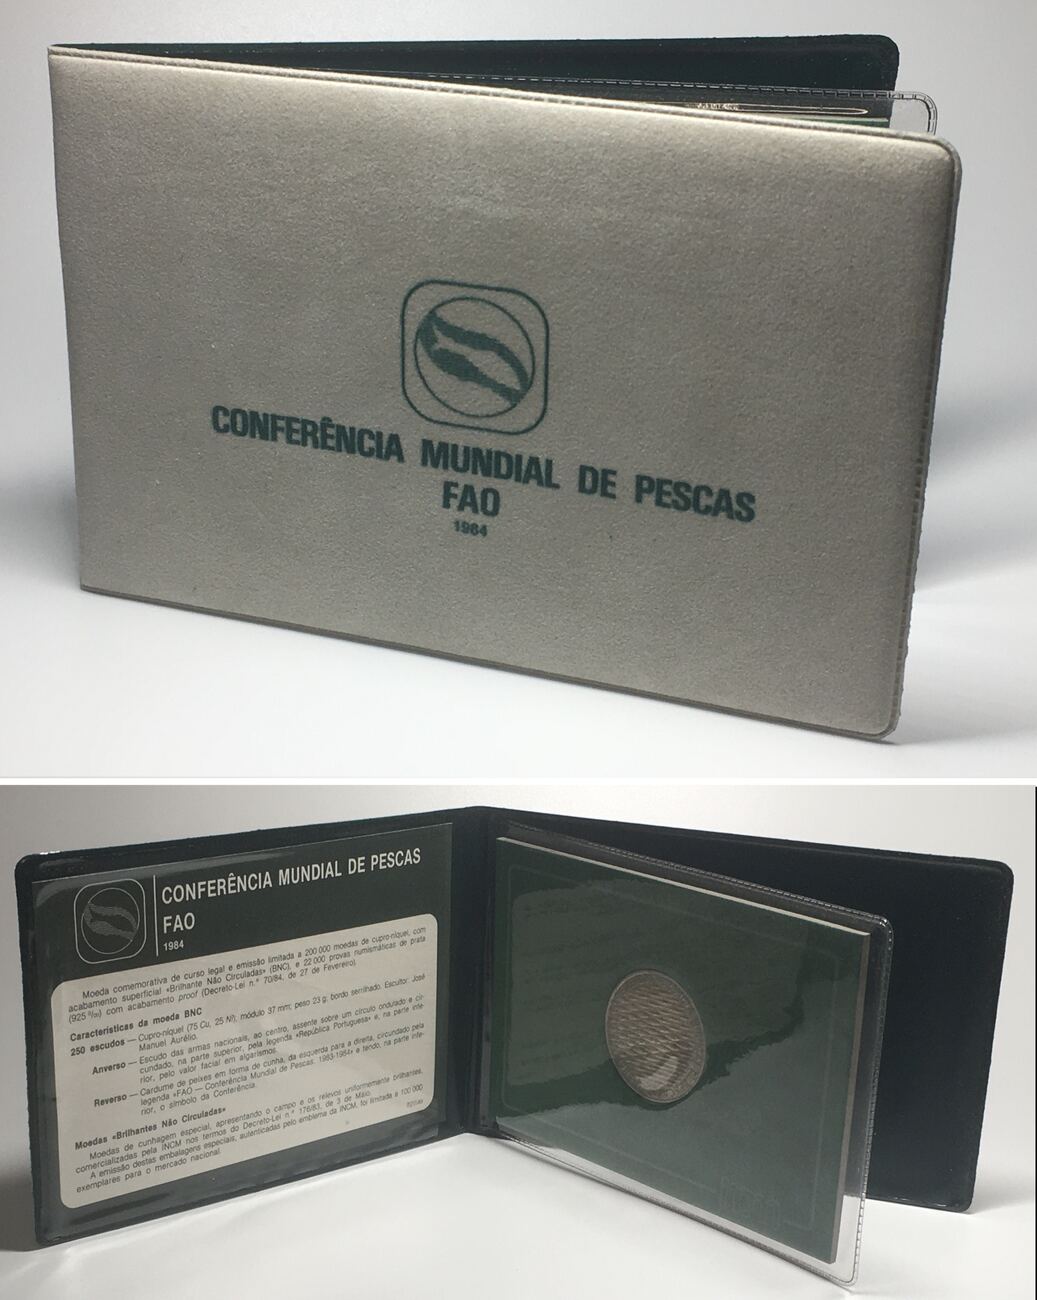 CONFERÊNCIA MUNDIAL DE PESCAS
FAO
1984
CONFERÊNCIA MUNDIAL DE PESCAS
FAO
1984
Moeda comemorativa de curso legal e emissão limitada a 200 000 moedas de cupro-níquel, com
acabamento superficial «Brilhante Não Circuladas» (BNC), e 22 000 provas numismáticas de prata
(925 º/₀₀) com acabamento proof (Decreto-Lei n.º 70/84, de 27 de Fevereiro).
Características da moeda BNC
250 escudos — Cupro-níquel (75 Cu, 25 Ni), módulo 37 mm; peso 23 g; bordo serrilhado. Escultor: José
Manuel Aurélio.
Anverso — Escudo das armas nacionais, ao centro, assente sobre um círculo ondulado e cir-
cundado, na parte superior, pela legenda «República Portuguesa» e, na parte infe-
rior, pelo valor facial em algarismos.
Reverso — Cardume de peixes em forma de cunha, da esquerda para a direita, circundado pela
legenda «FAO — Conferência Mundial de Pescas. 1983-1984» e tendo, na parte infe-
rior, o símbolo da Conferência.
Moedas «Brilhantes Não Circuladas»
Moedas de cunhagem especial, apresentando o campo e os relevos uniformemente brilhantes,
comercializadas pela INCM nos termos do Decreto-Lei n.º 176/83, de 3 de Maio.
A emissão destas embalagens especiais, autenticadas pelo emblema da INCM, foi limitada a 100 000
exemplares para o mercado nacional.